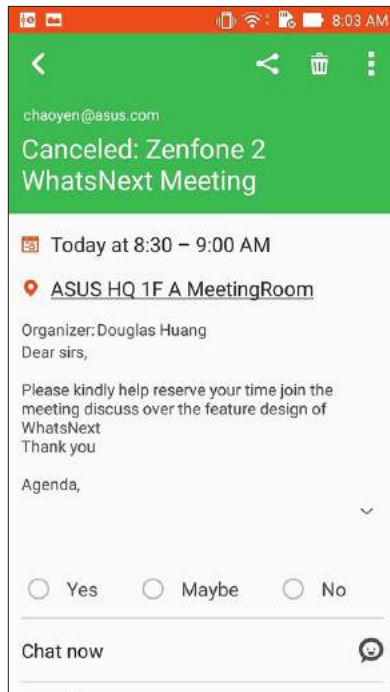 8:03 AM
chaoyen@asus.com
Canceled: Zenfone 2
WhatsNext Meeting
Today at 8:30 – 9:00 AM
ASUS HQ 1F A MeetingRoom
Organizer: Douglas Huang
Dear sirs,
Please kindly help reserve your time join the
meeting discuss over the feature design of
WhatsNext
Thank you
Agenda,
Yes Maybe No
Chat now